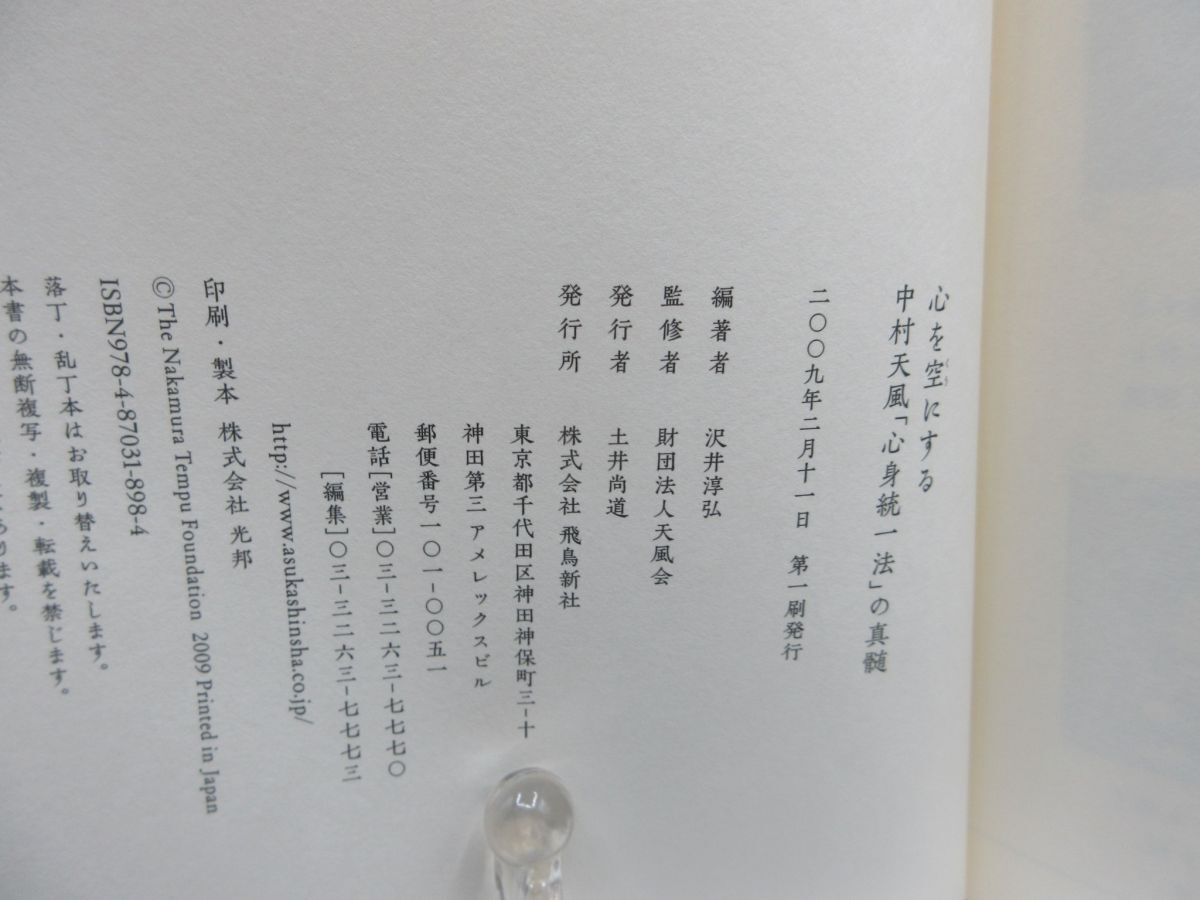 心を空にする
くう
中村天風「心身統一法」の真髄
二〇〇九年二月十一日 第一刷発行
編著者 沢井淳弘
監修者 財団法人天風会
発行者 土井尚道
発行所 株式会社 飛鳥新社
東京都千代田区神田神保町三-十
神田第三アメレックスビル
郵便番号一〇一-〇〇五一
電話[営業]〇三-三二六三-七七七〇
[編集]〇三-三二六三-七七七三
http://www.asukashinsha.co.jp/
印刷・製本 株式会社 光邦
© The Nakamura Tempu Foundation 2009 Printed in Japan
ISBN978-4-87031-898-4
落丁・乱丁本はお取り替えいたします。
本書の無断複写・複製・転載を禁じます。
あります。